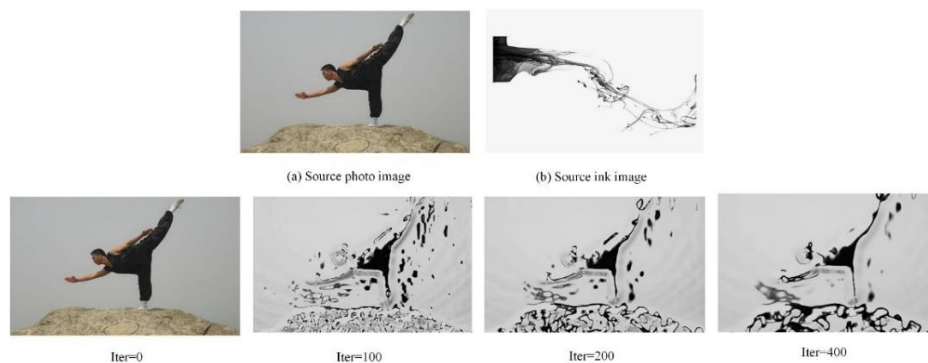 (a) Source photo image
(b) Source ink image
Iter=0
Iter=100
Iter=200
Iter=400